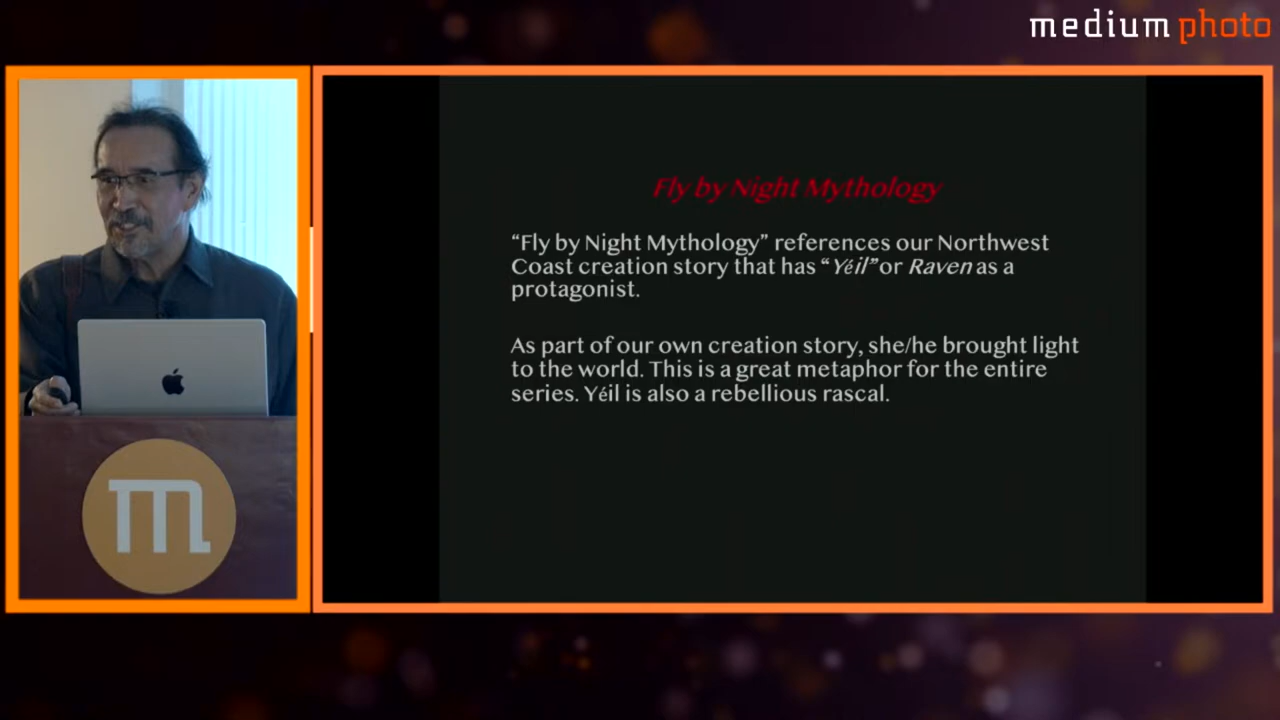 medium photo
Fly by Night Mythology
“Fly by Night Mythology” references our Northwest
Coast creation story that has “Yéil” or Raven as a
protagonist.
As part of our own creation story, she/he brought light
to the world. This is a great metaphor for the entire
series. Yéil is also a rebellious rascal.
m